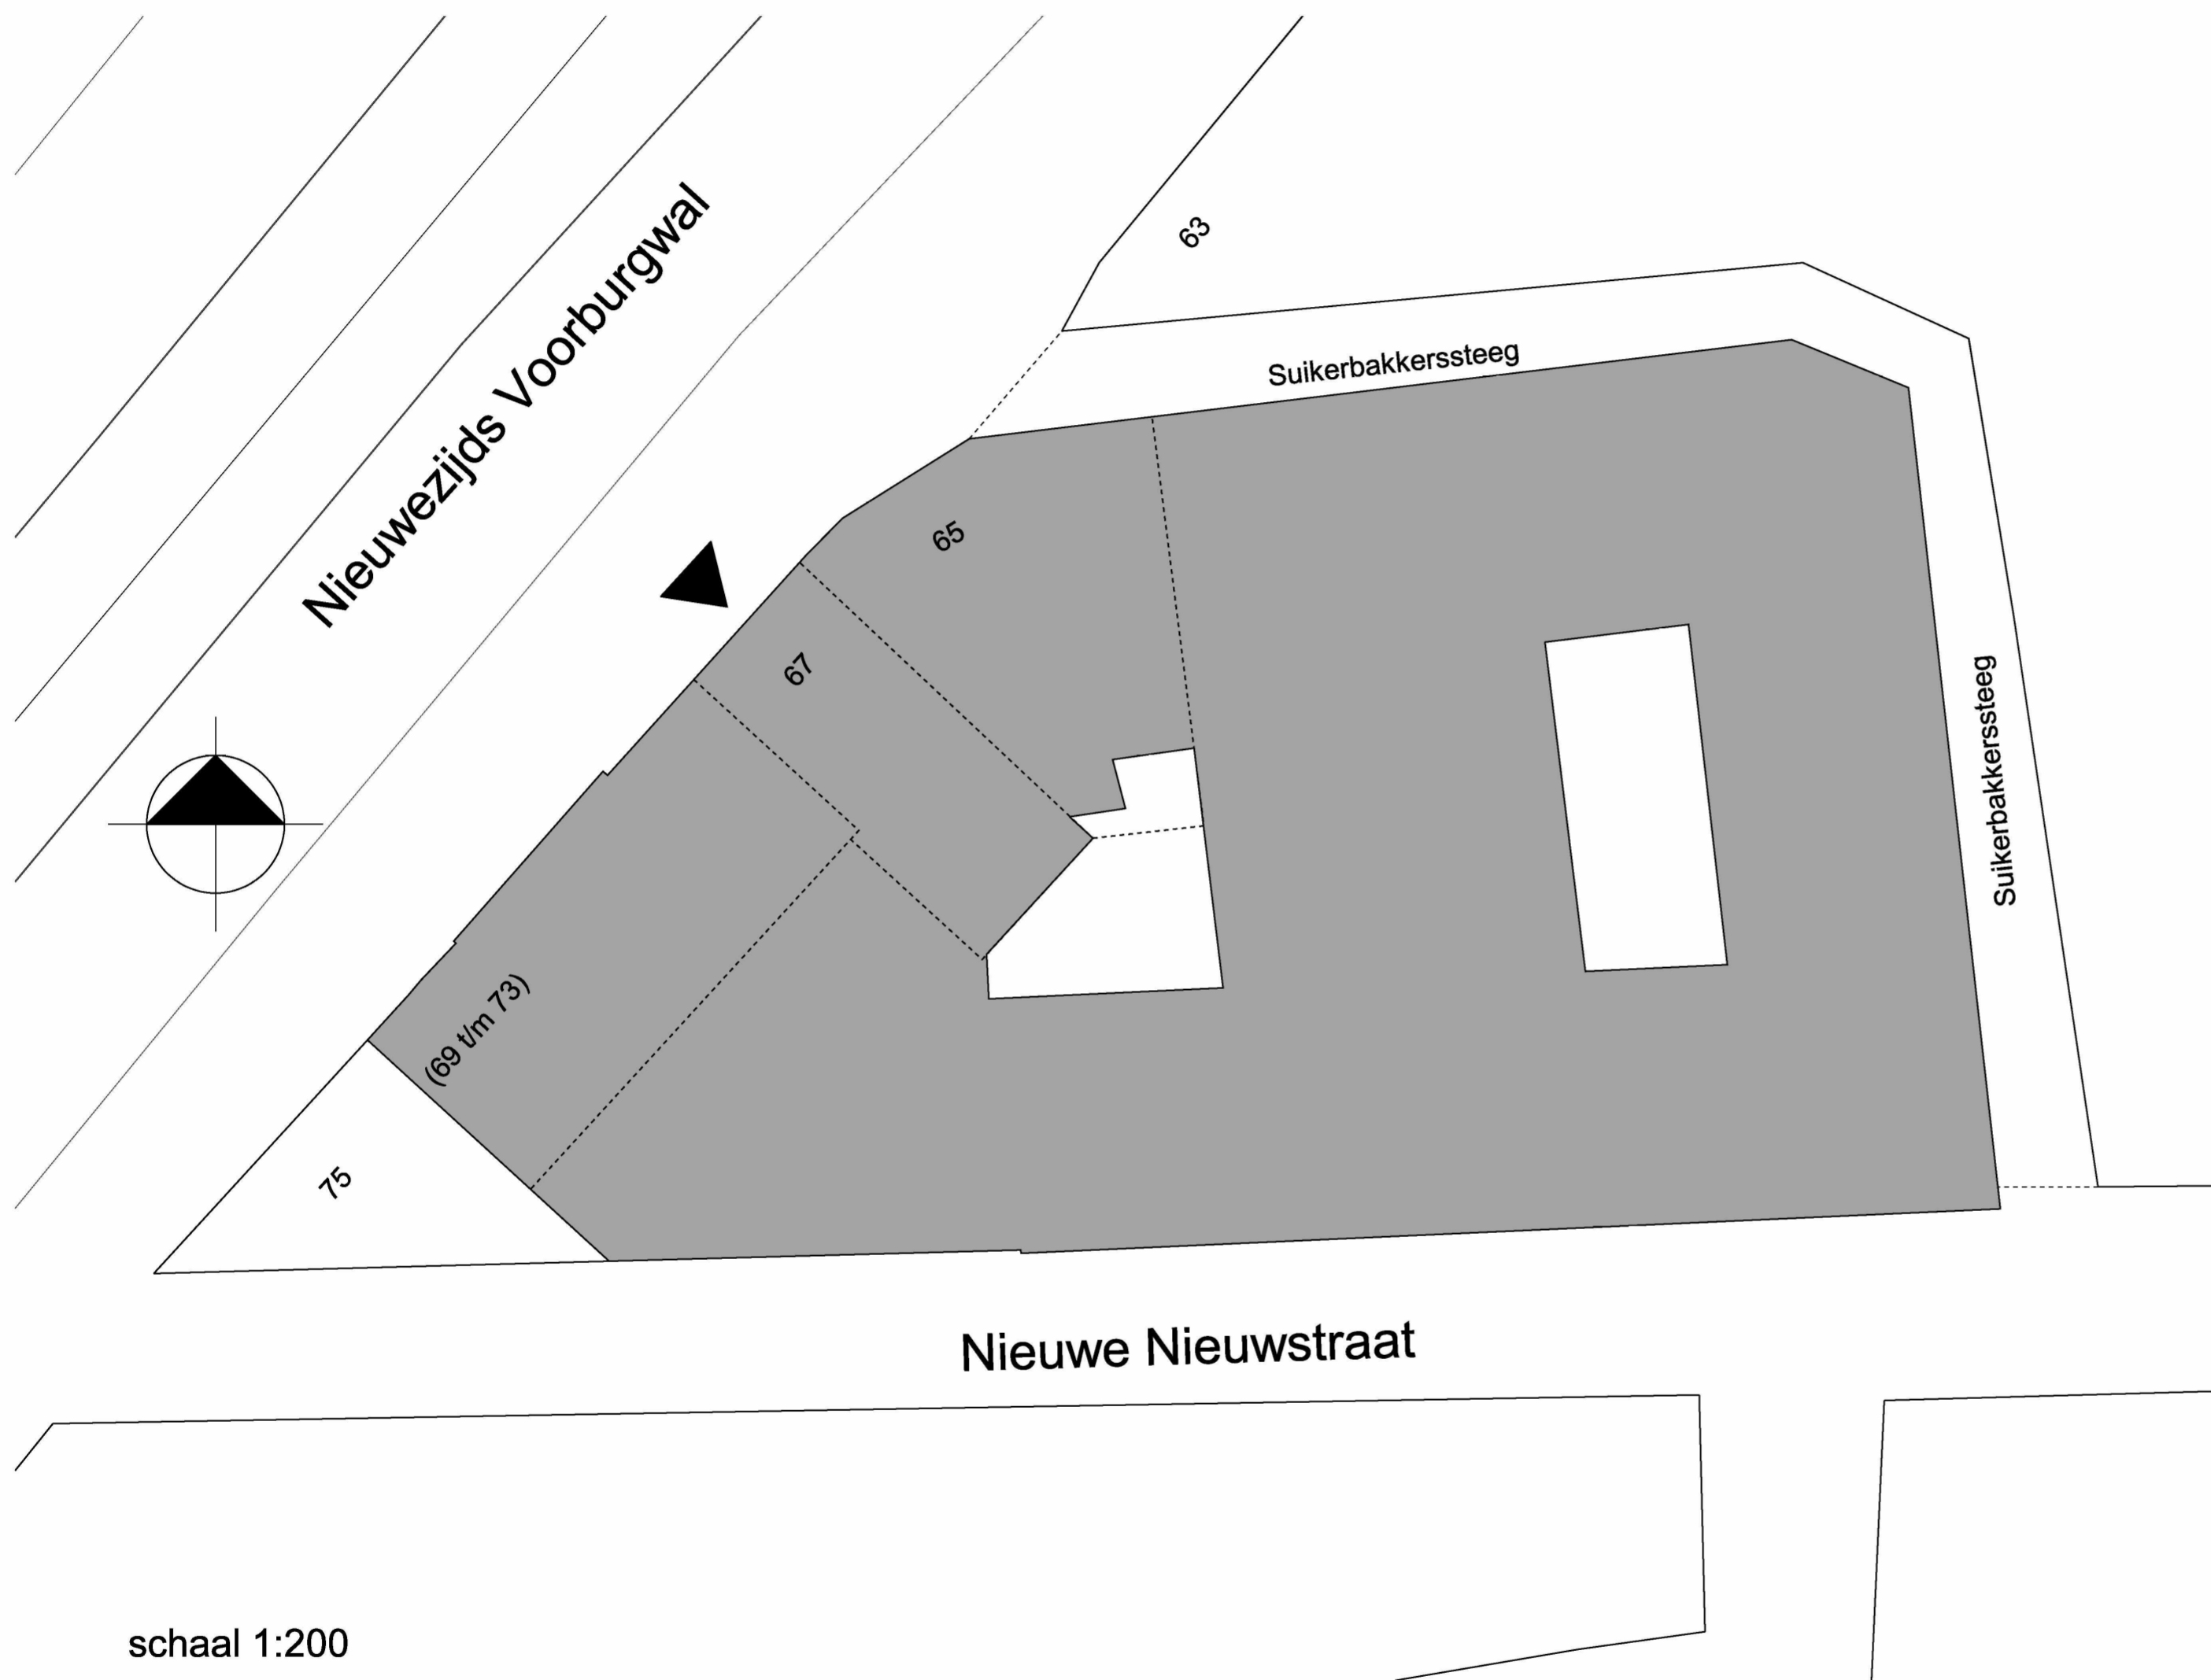 63
Nieuwezijds Voorburgwal
Suikerbakkerssteeg
65
67
Suikerbakkerssteeg
(69 t/m 73)
75
Nieuwe Nieuwstraat
schaal 1:200